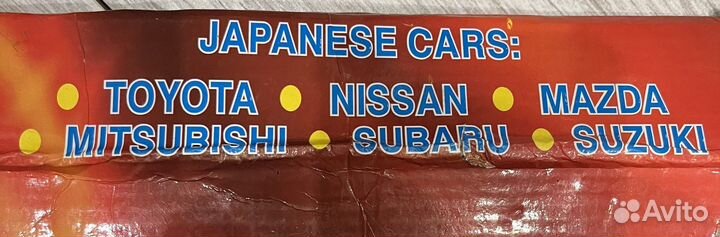 JAPANESE CARS:
• TOYOTA • NISSAN • MAZDA
• MITSUBISHI • SUBARU • SUZUKI
Avito